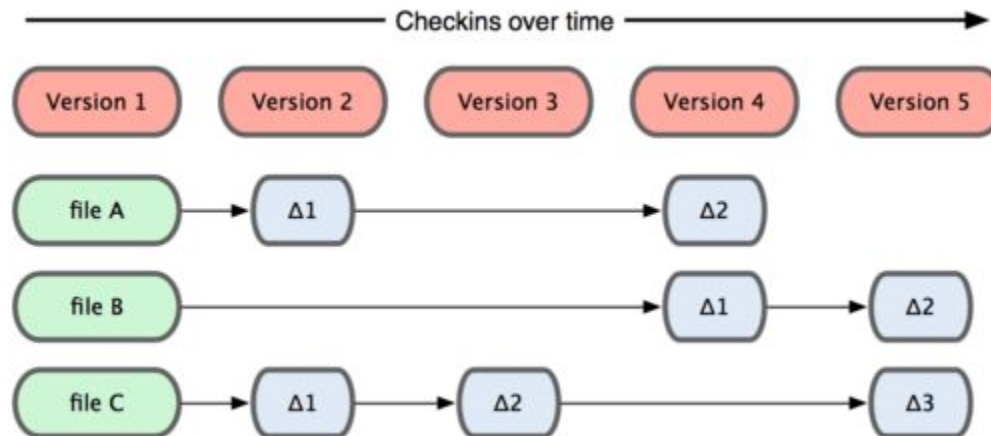 Checkins over time
Version 1 Version 2 Version 3 Version 4 Version 5
file A Δ1 Δ2
file B Δ1 Δ2
file C Δ1 Δ2 Δ3